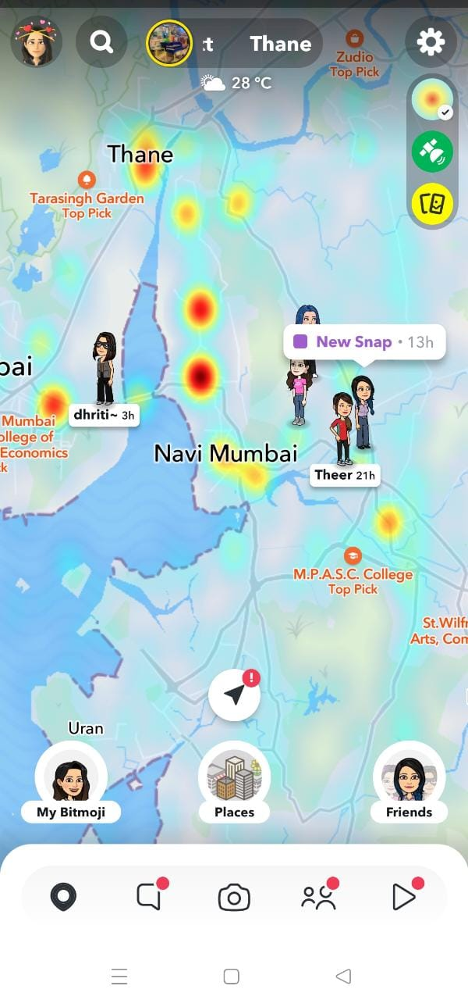 :t Thane
Zudio
Top Pick
28 °C
Thane
Tarasingh Garden
Top Pick
New Snap • 13h
bai
dhriti~ 3h
Mumbai
ollege of
Economics
k
Navi Mumbai
Theer 21h
M.P.A.S.C. College
Top Pick
St.Wilfr
Arts, Com
Uran
My Bitmoji
Places
Friends